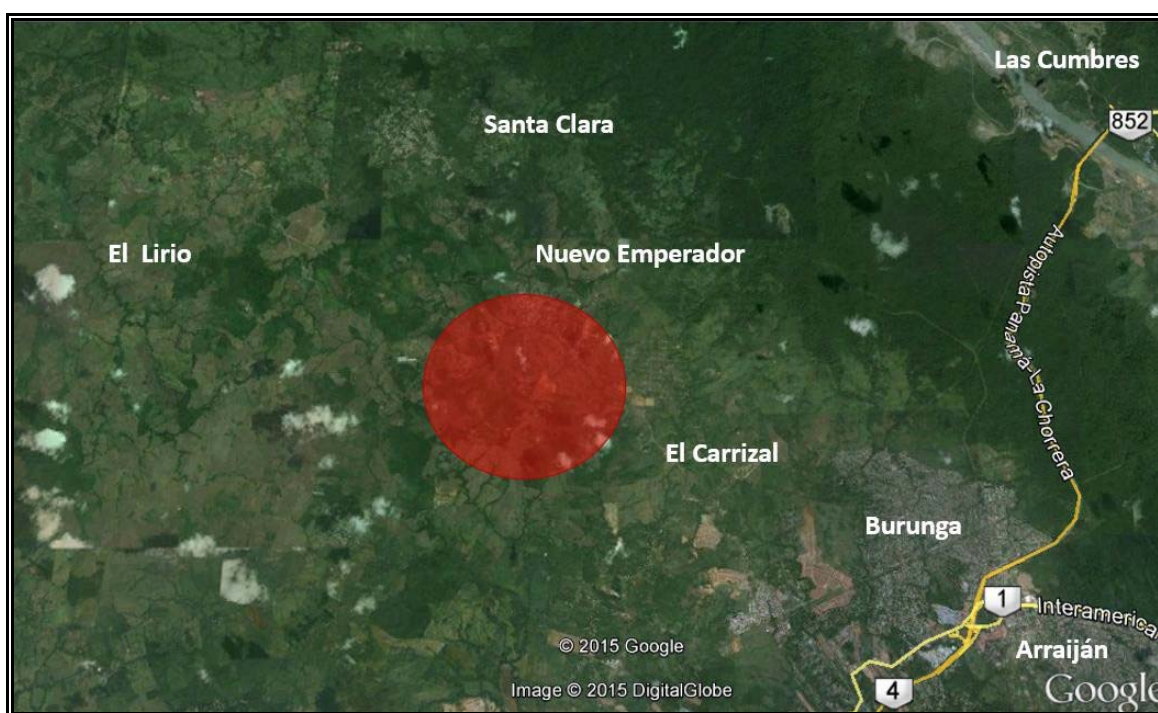 Las Cumbres
852
Santa Clara
El Lirio
Nuevo Emperador
Autopista Panamá-La Chorrera
El Carrizal
Burunga
1
Interamerica
Arraiján
© 2015 Google
4
Image © 2015 DigitalGlobe
Google